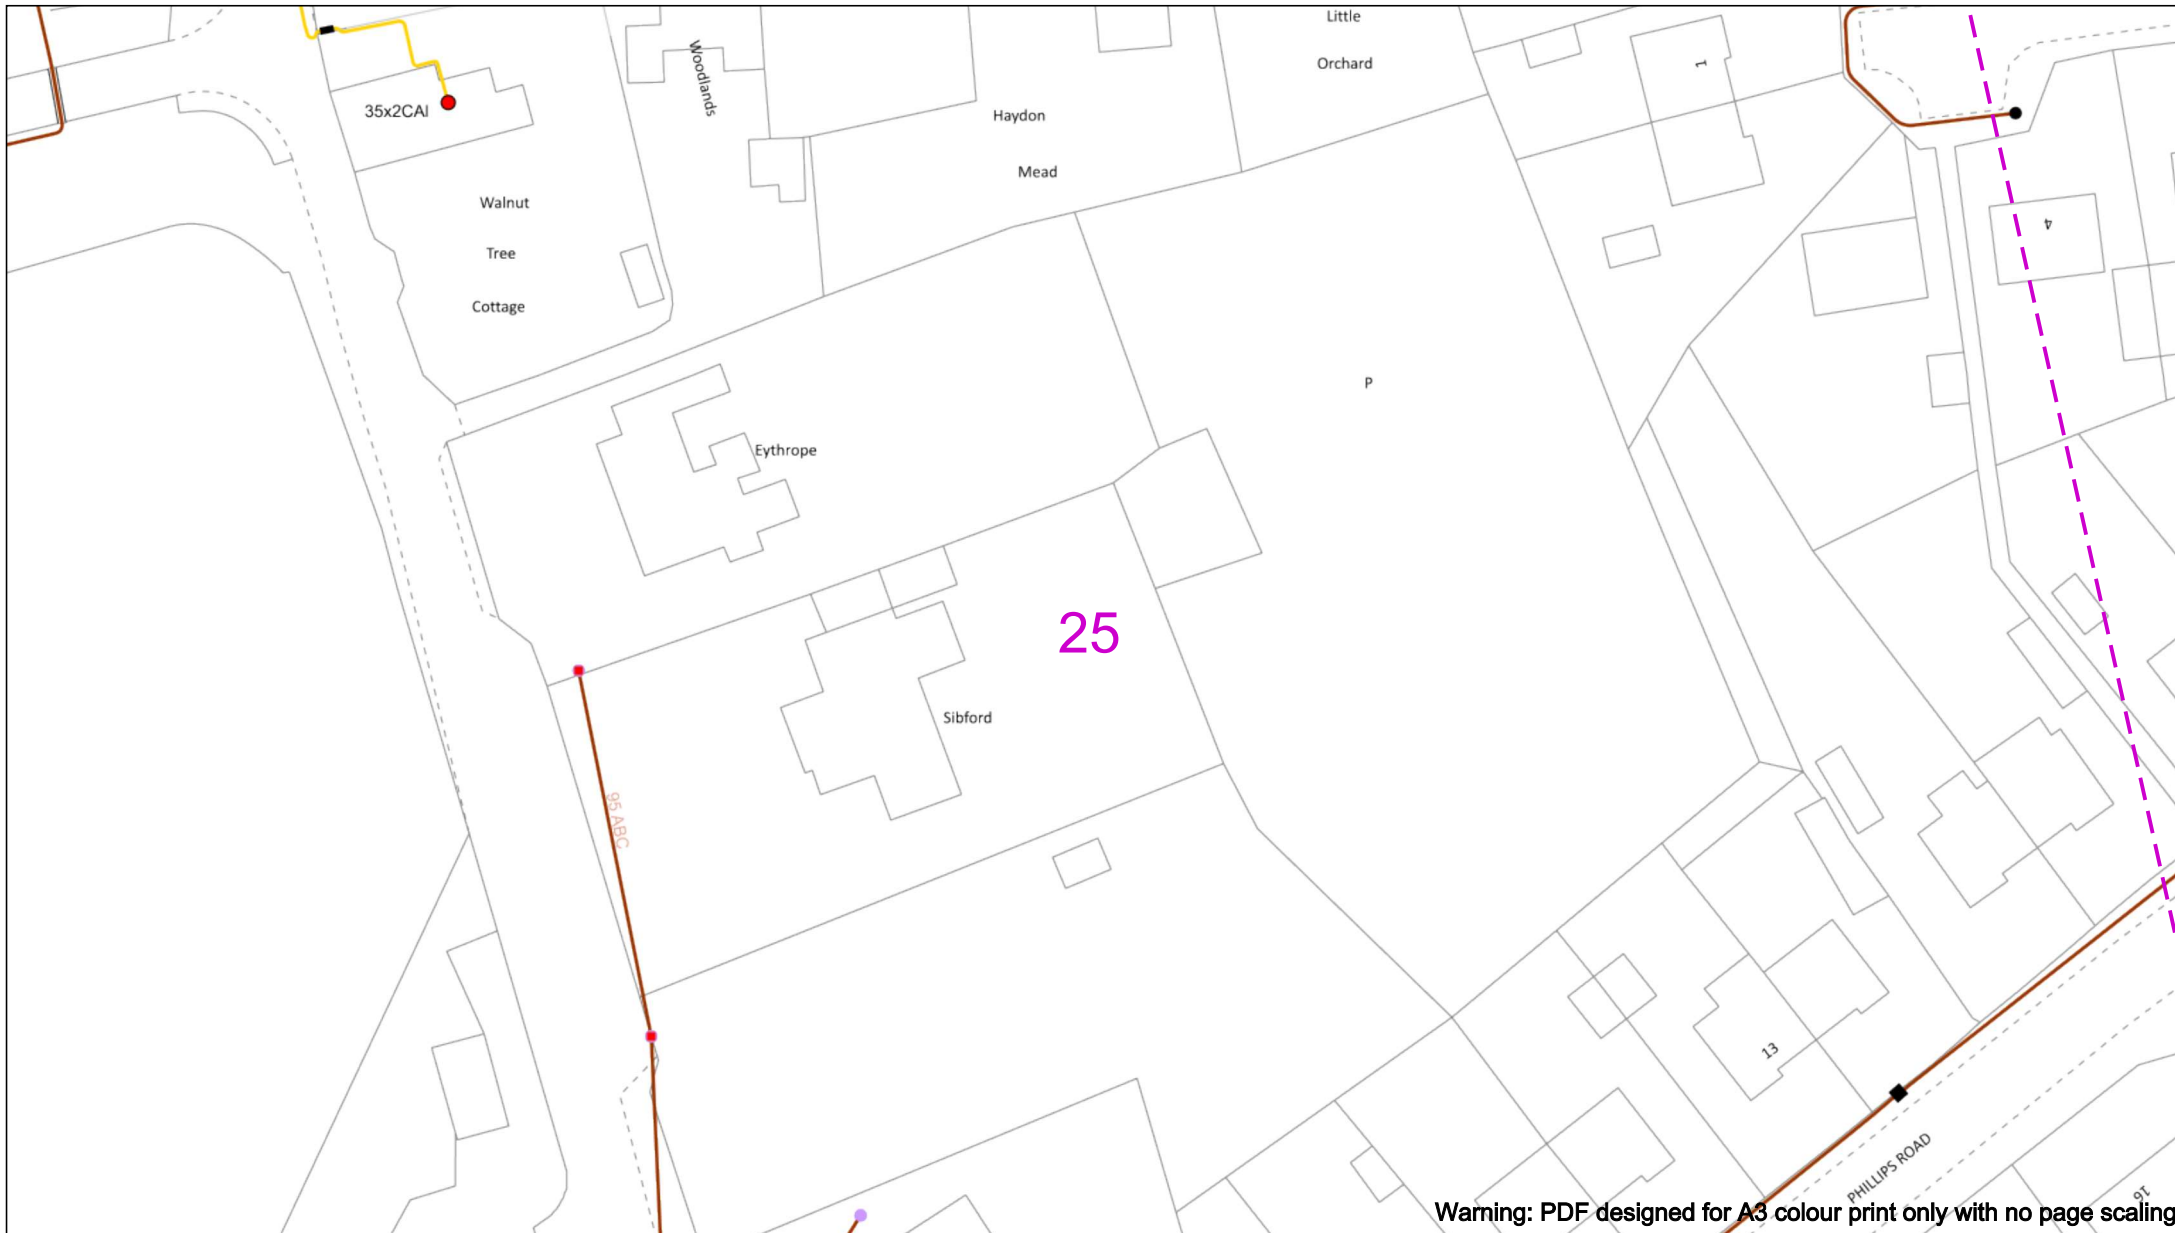 Little
Orchard
Woodlands
1
35x2CAl
Haydon
Mead
Walnut
Tree
Cottage
4
P
Eythrope
25
Sibford
95 ABC
13
PHILLIPS ROAD
16
Warning: PDF designed for A3 colour print only with no page scaling